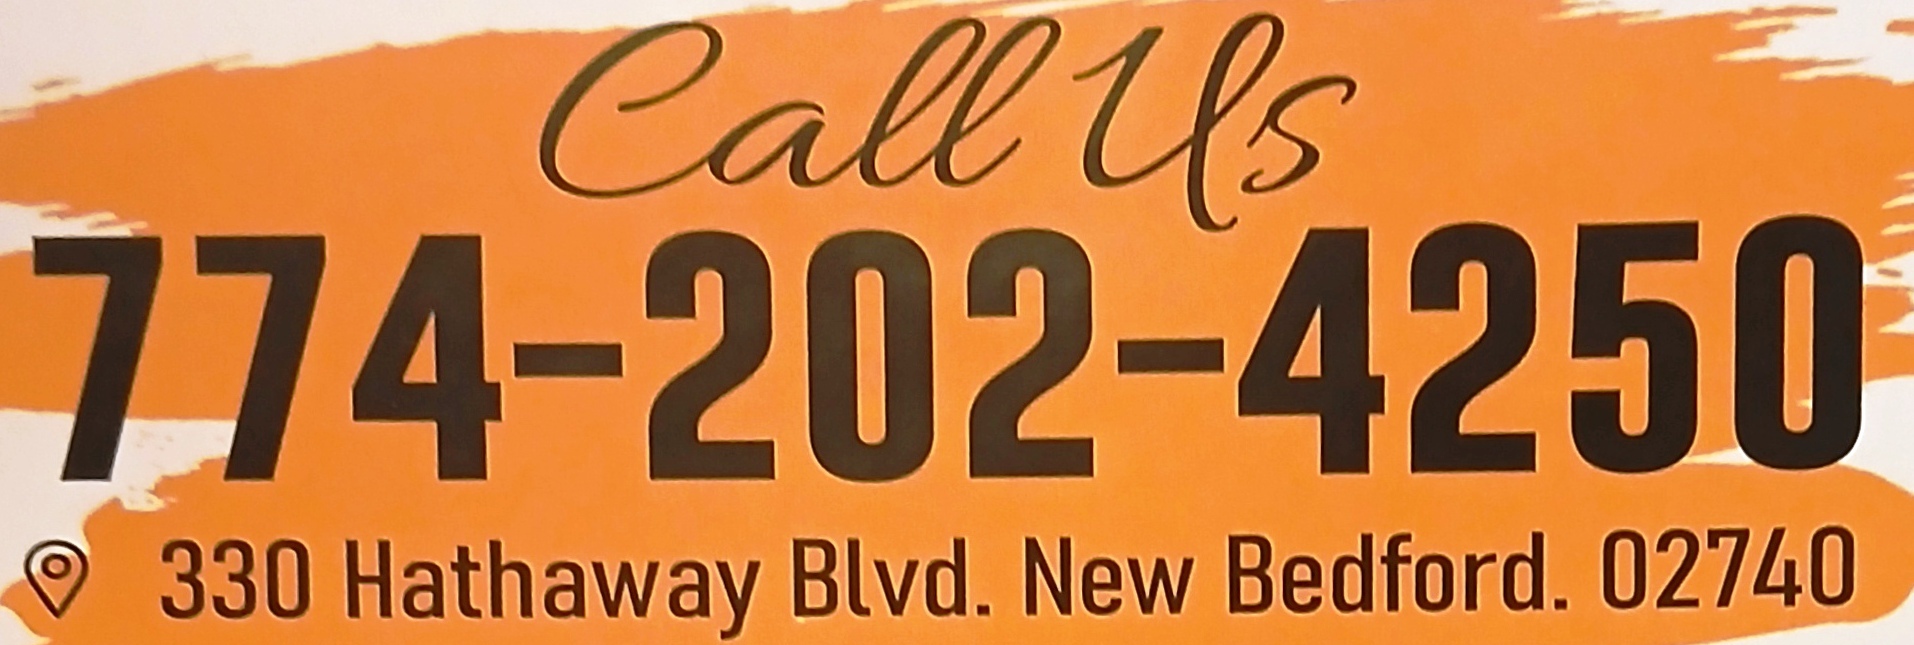 Call Us
774-202-4250
330 Hathaway Blvd. New Bedford. 02740